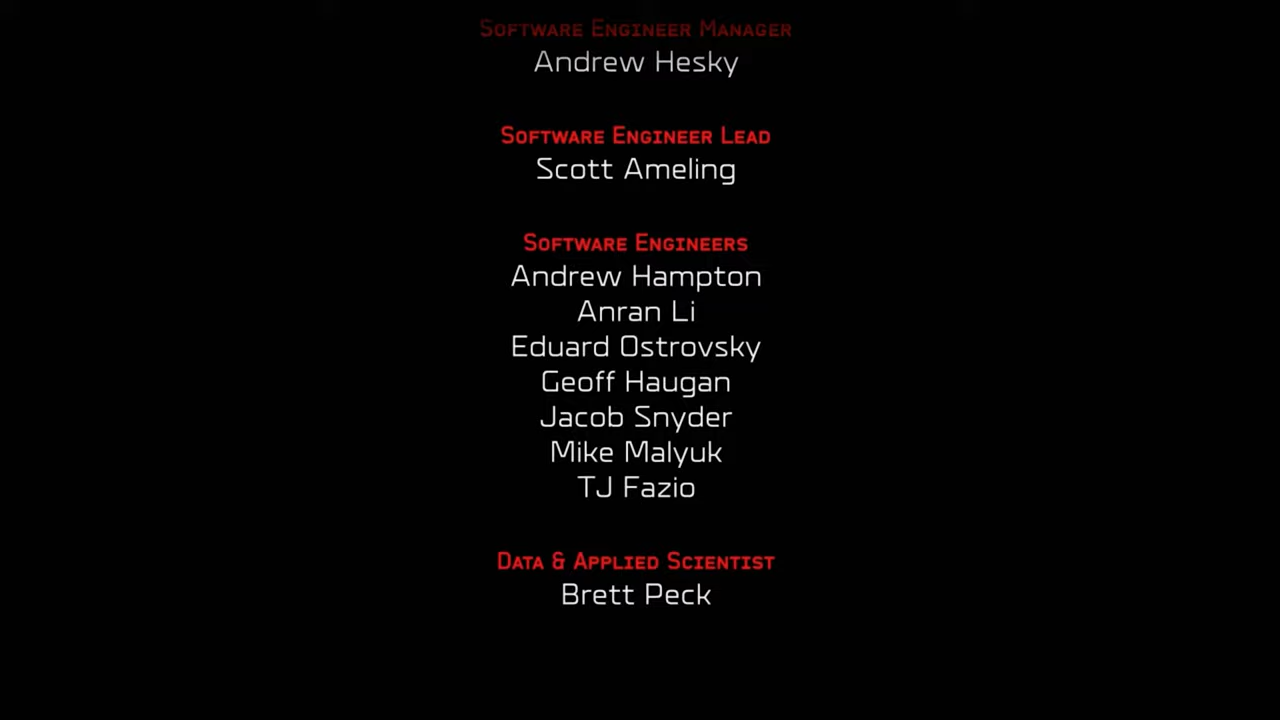 Software Engineer Manager
Andrew Hesky
Software Engineer Lead
Scott Ameling
Software Engineers
Andrew Hampton
Anran Li
Eduard Ostrovsky
Geoff Haugan
Jacob Snyder
Mike Malyuk
TJ Fazio
Data & Applied Scientist
Brett Peck